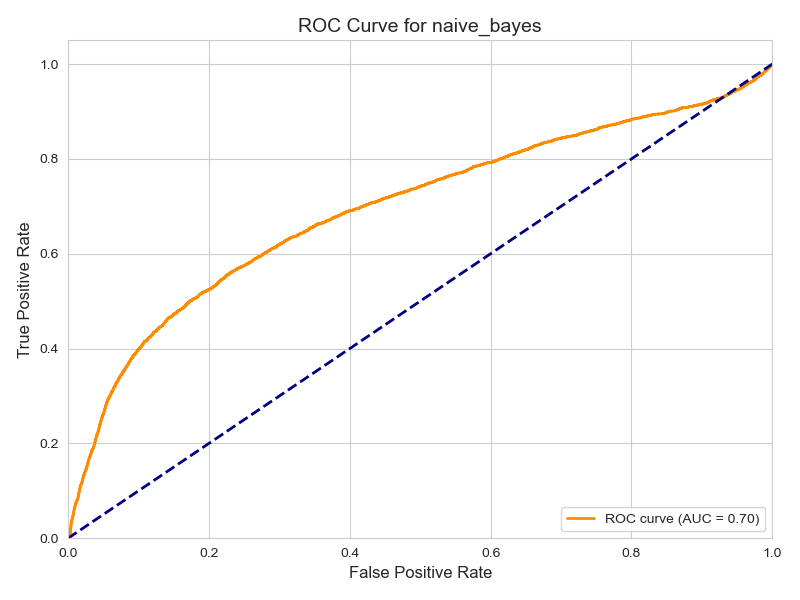 ROC Curve for naive_bayes
1.0
0.8
0.6
0.4
0.2
0.0
True Positive Rate
ROC curve (AUC = 0.70)
0.0 0.2 0.4 0.6 0.8 1.0
False Positive Rate